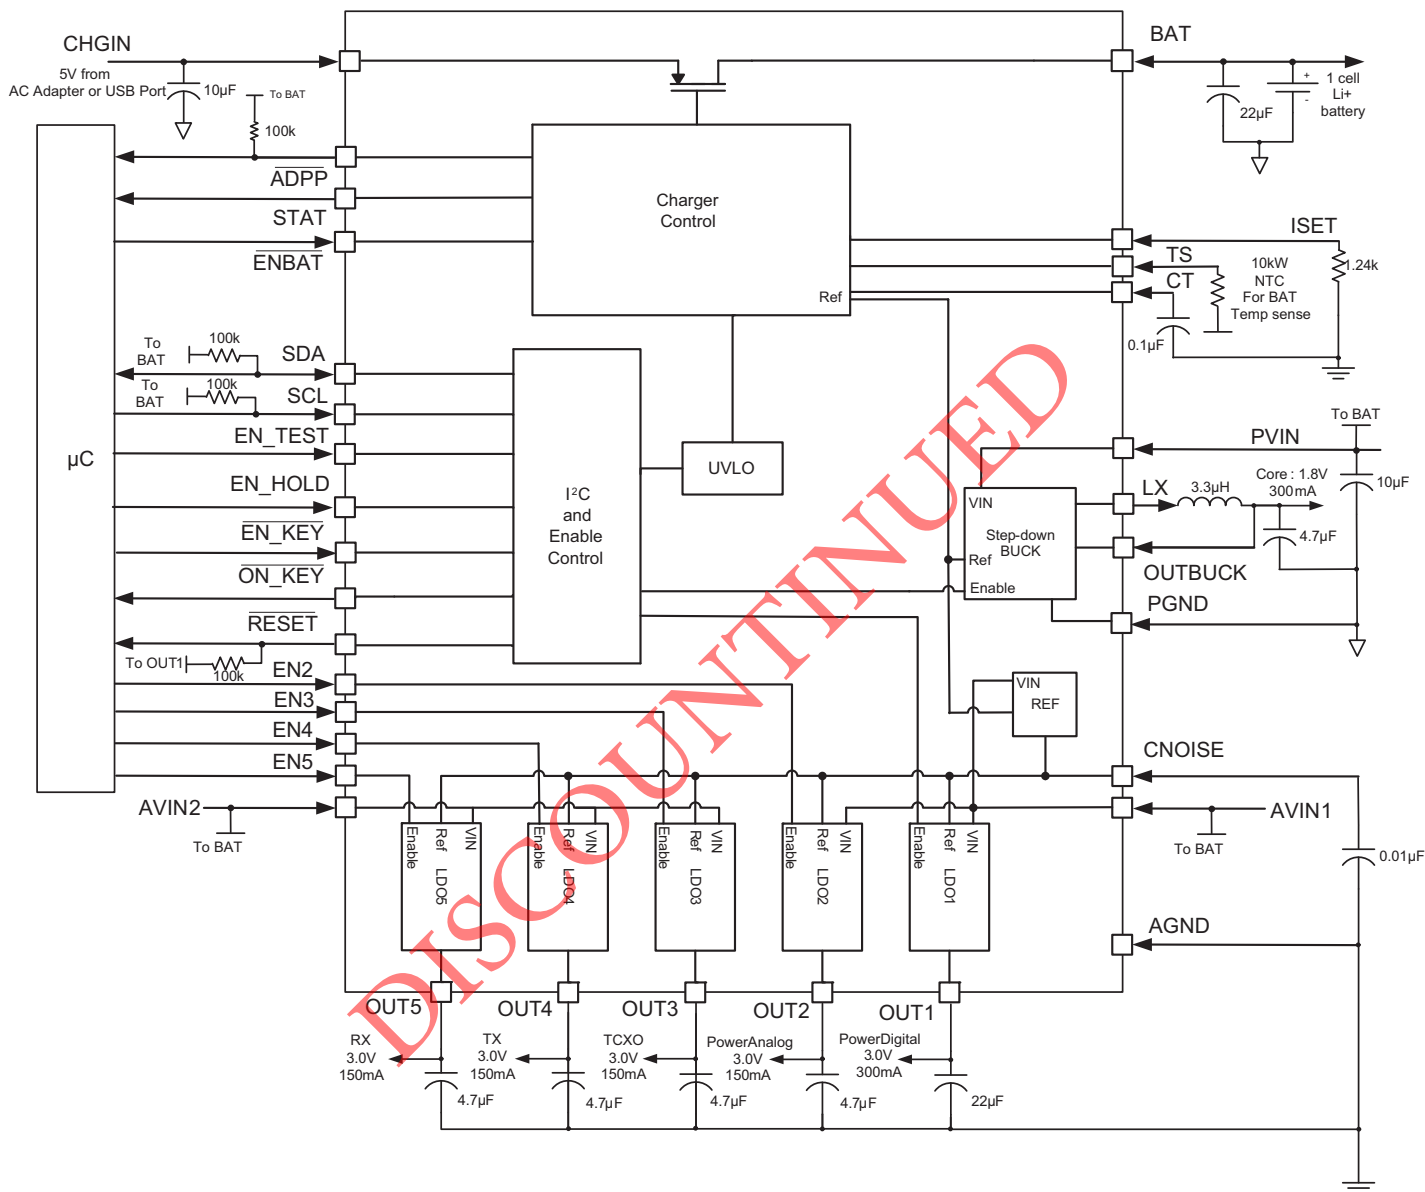 CHGIN
5V from
AC Adapter or USB Port
10µF
To BAT
100k
ADPP
STAT
ENBAT
Charger
Control
Ref
BAT
22µF
+
-
1 cell
Li+
battery
ISET
TS
CT
10kW
NTC
For BAT
Temp sense
1.24k
0.1µF
µC
To
BAT
100k
SDA
To
BAT
100k
SCL
EN_TEST
EN_HOLD
EN_KEY
ON_KEY
RESET
To OUT1
100k
EN2
EN3
EN4
EN5
AVIN2
To BAT
I²C
and
Enable
Control
UVLO
VIN
Step-down
BUCK
Ref
Enable
To BAT
PVIN
10µF
LX
3.3µH
Core : 1.8V
300mA
4.7µF
OUTBUCK
PGND
VIN
REF
CNOISE
AVIN1
To BAT
0.01µF
AGND
Enable
Ref LDO5
VIN
Enable
Ref LDO4
VIN
Enable
Ref LDO3
VIN
Enable
Ref LDO2
VIN
Enable
Ref LDO1
VIN
OUT5
OUT4
OUT3
OUT2
OUT1
RX
3.0V
150mA
4.7µF
TX
3.0V
150mA
4.7µF
TCXO
3.0V
150mA
4.7µF
PowerAnalog
3.0V
150mA
4.7µF
PowerDigital
3.0V
300mA
22µF
DISCOUNTINUED